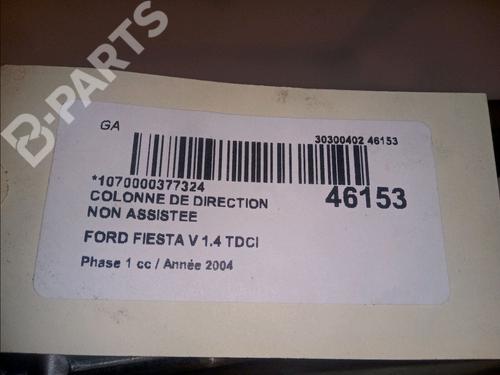 B-PARTS
GA
30300402 46153
*1070000377324
46153
COLONNE DE DIRECTION
NON ASSISTEE
FORD FIESTA V 1.4 TDCI
Phase 1 cc / Année 2004